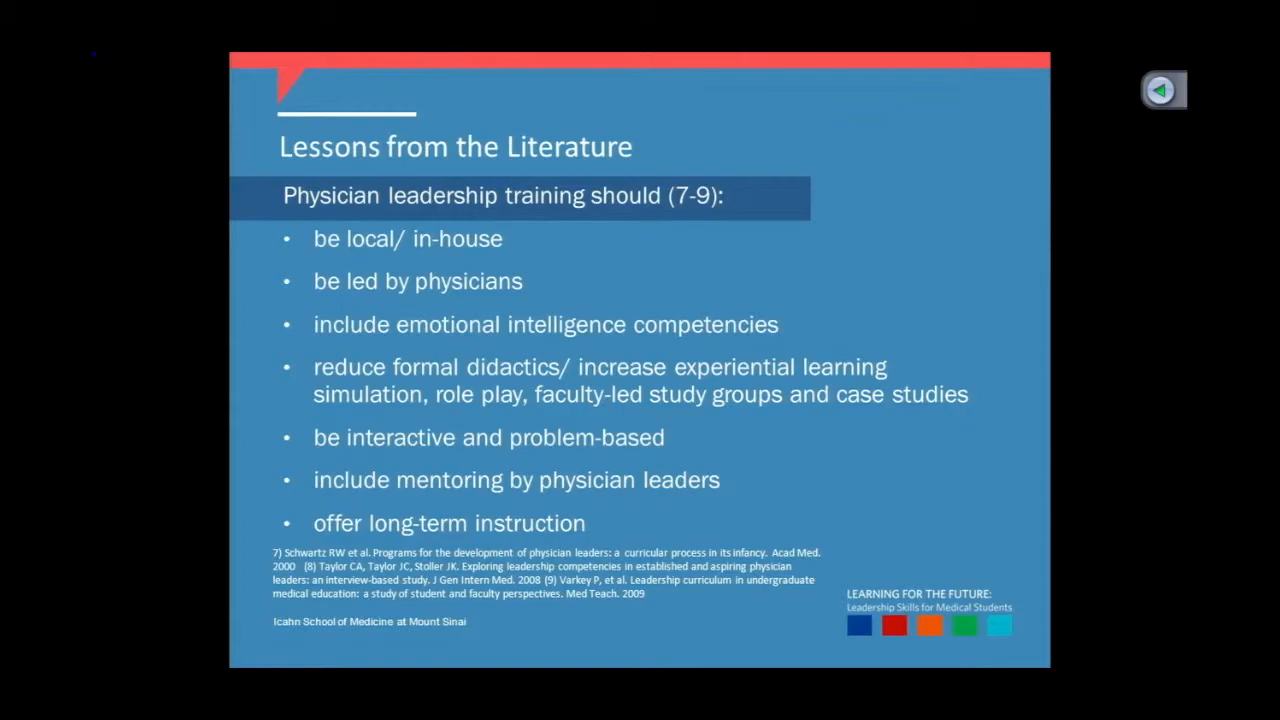 Lessons from the Literature
Physician leadership training should (7-9):
• be local/ in-house
• be led by physicians
• include emotional intelligence competencies
• reduce formal didactics/ increase experiential learning
simulation, role play, faculty-led study groups and case studies
• be interactive and problem-based
• include mentoring by physician leaders
• offer long-term instruction
7) Schwartz RW et al. Programs for the development of physician leaders: a curricular process in its infancy. Acad Med.
2000 (8) Taylor CA, Taylor JC, Stoller JK. Exploring leadership competencies in established and aspiring physician
leaders: an interview-based study. J Gen Intern Med. 2008 (9) Varkey P, et al. Leadership curriculum in undergraduate
medical education: a study of student and faculty perspectives. Med Teach. 2009
LEARNING FOR THE FUTURE:
Leadership Skills for Medical Students
Icahn School of Medicine at Mount Sinai